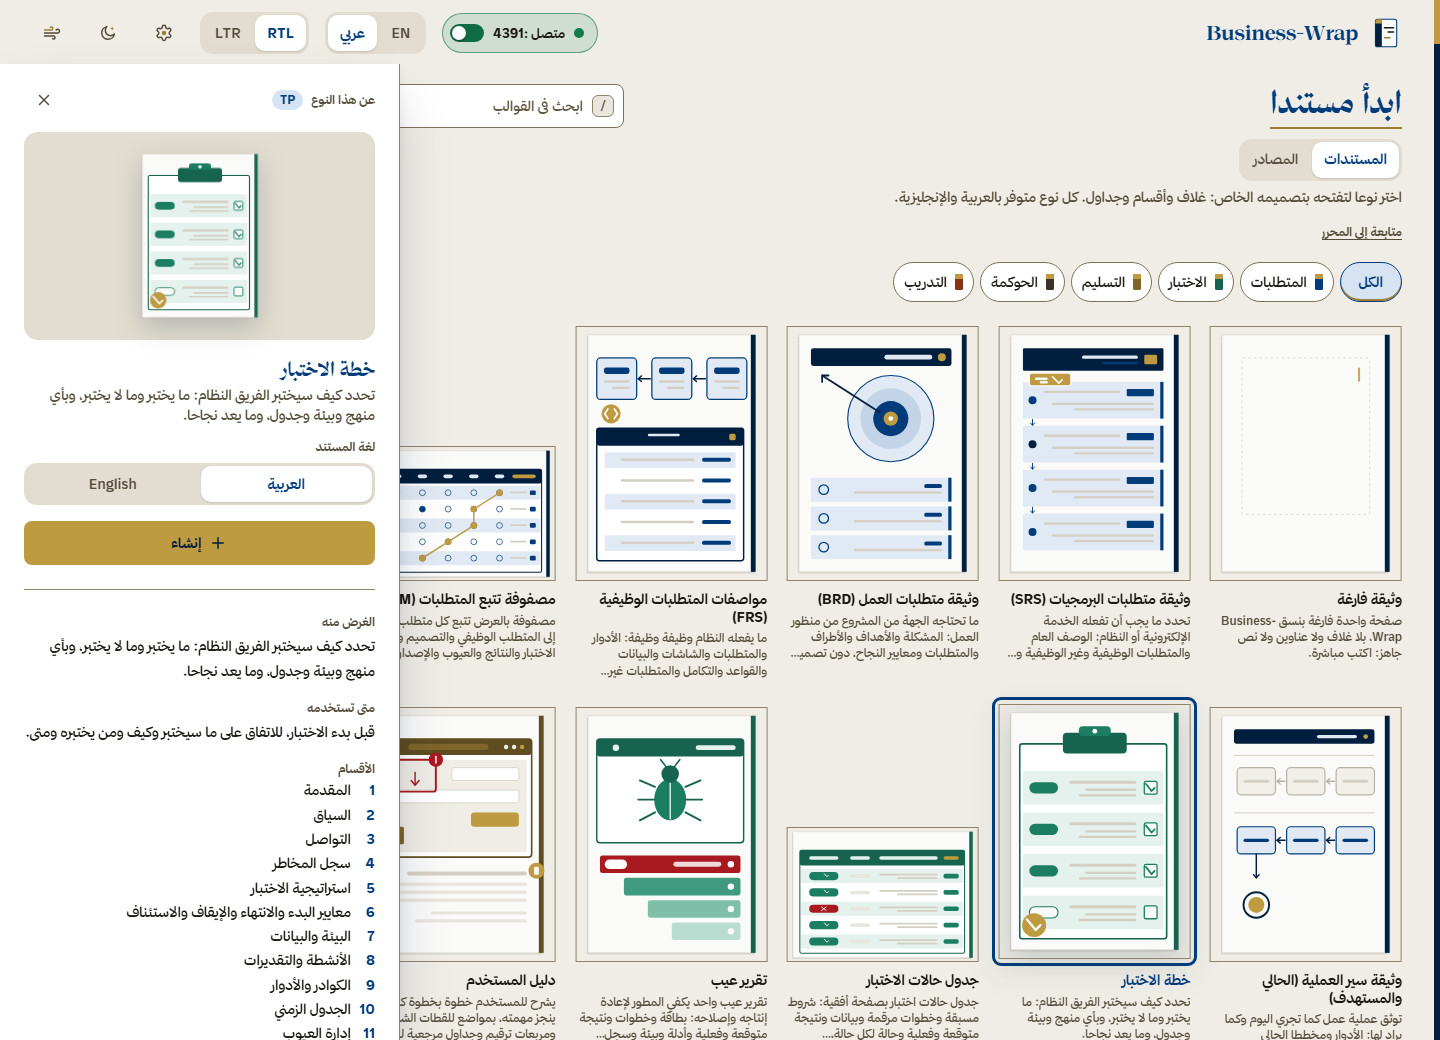 Business-Wrap
متصل :4391
EN
عربي
RTL
LTR
ابدأ مستندا
/
ابحث في القوالب
المستندات
المصادر
اختر نوعا لتفتحه بتصميمه الخاص: غلاف وأقسام وجداول. كل نوع متوفر بالعربية والإنجليزية.
متابعة إلى المحرر
الكل
المتطلبات
الاختبار
التسليم
الحوكمة
التدريب
وثيقة فارغة
صفحة واحدة فارغة بنسق Business-
Wrap، بلا غلاف ولا عناوين ولا نص
جاهز: اكتب مباشرة.
وثيقة متطلبات البرمجيات (SRS)
تحدد ما يجب أن تفعله الخدمة
الإلكترونية أو النظام: الوصف العام
والمتطلبات الوظيفية وغير الوظيفية و...
وثيقة متطلبات العمل (BRD)
ما تحتاجه الجهة من المشروع من منظور
العمل: المشكلة والأهداف والأطراف
والمتطلبات ومعايير النجاح، دون تصميـ...
مواصفات المتطلبات الوظيفية
(FRS)
ما يفعله النظام وظيفة وظيفة: الأدوار
والمتطلبات والشاشات والبيانات
والقواعد والتكامل والمتطلبات غير...
مصفوفة تتبع المتطلبات
مصفوفة بالعرض تتبع كل متطلب
إلى المتطلب الوظيفي والتصميم و
الاختبار والنتائج والعيوب والإصدار
وثيقة سير العملية (الحالي
والمستهدف)
توثق عملية عمل كما تجري اليوم وكما
يراد لها: الأدوار ومخططا الحالي
خطة الاختبار
تحدد كيف سيختبر الفريق النظام: ما
يختبر وما لا يختبر، وبأي منهج وبيئة
وجدول، وما يعد نجاحا.
جدول حالات الاختبار
جدول حالات اختبار بصفحة أفقية: شروط
مسبقة وخطوات مرقمة وبيانات ونتيجة
متوقعة وفعلية وحالة لكل حالة....
تقرير عيب
تقرير عيب واحد يكفي المطور لإعادة
إنتاجه وإصلاحه: بطاقة وخطوات ونتيجة
متوقعة وفعلية وأدلة وبيئة وسجل...
دليل المستخدم
يشرح للمستخدم خطوة بخطوة
ينجز مهمته، بمواضع للقطات
ومربعات ترقيم وجداول مرجعية
عن هذا النوع
TP
خطة الاختبار
تحدد كيف سيختبر الفريق النظام: ما يختبر وما لا يختبر، وبأي
منهج وبيئة وجدول، وما يعد نجاحا.
لغة المستند
العربية
English
إنشاء
الغرض منه
تحدد كيف سيختبر الفريق النظام: ما يختبر وما لا يختبر، وبأي
منهج وبيئة وجدول، وما يعد نجاحا.
متى تستخدمه
قبل بدء الاختبار، للاتفاق على ما سيختبر وكيف ومن يختبره ومتى.
الأقسام
1 المقدمة
2 السياق
3 التواصل
4 سجل المخاطر
5 استراتيجية الاختبار
6 معايير البدء والانتهاء والإيقاف والاستئناف
7 البيئة والبيانات
8 الأنشطة والتقديرات
9 الكوادر والأدوار
10 الجدول الزمني
11 إدارة العيوب